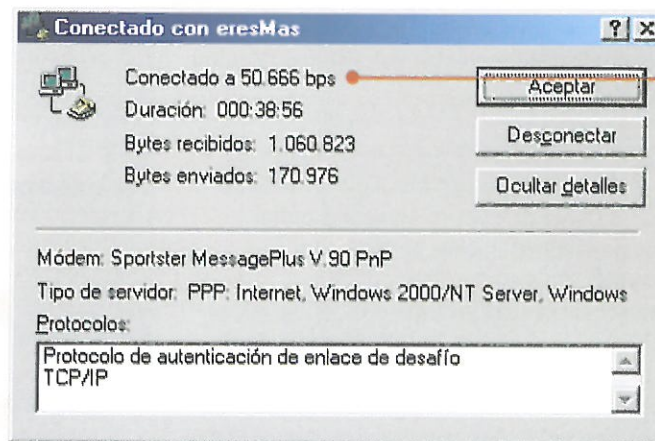 Conectado con eresMas
Conectado a 50.666 bps
Duración: 000:38:56
Bytes recibidos: 1.060.823
Bytes enviados: 170.976
Aceptar
Desconectar
Ocultar detalles
Módem: Sportster MessagePlus V.90 PnP
Tipo de servidor: PPP: Internet, Windows 2000/NT Server, Windows
Protocolos:
Protocolo de autenticación de enlace de desafío
TCP/IP